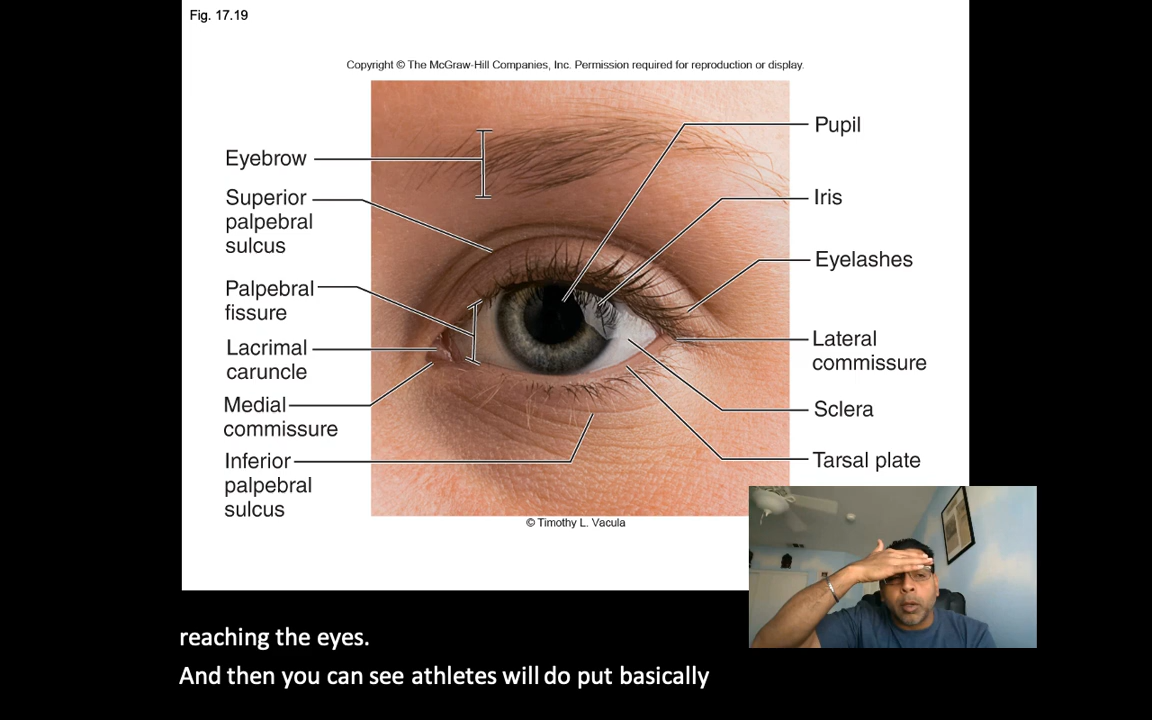 Fig. 17.19
Copyright © The McGraw-Hill Companies, Inc. Permission required for reproduction or display.
Eyebrow
Superior
palpebral
sulcus
Palpebral
fissure
Lacrimal
caruncle
Medial
commissure
Inferior
palpebral
sulcus
Pupil
Iris
Eyelashes
Lateral
commissure
Sclera
Tarsal plate
© Timothy L. Vacula
reaching the eyes.
And then you can see athletes will do put basically